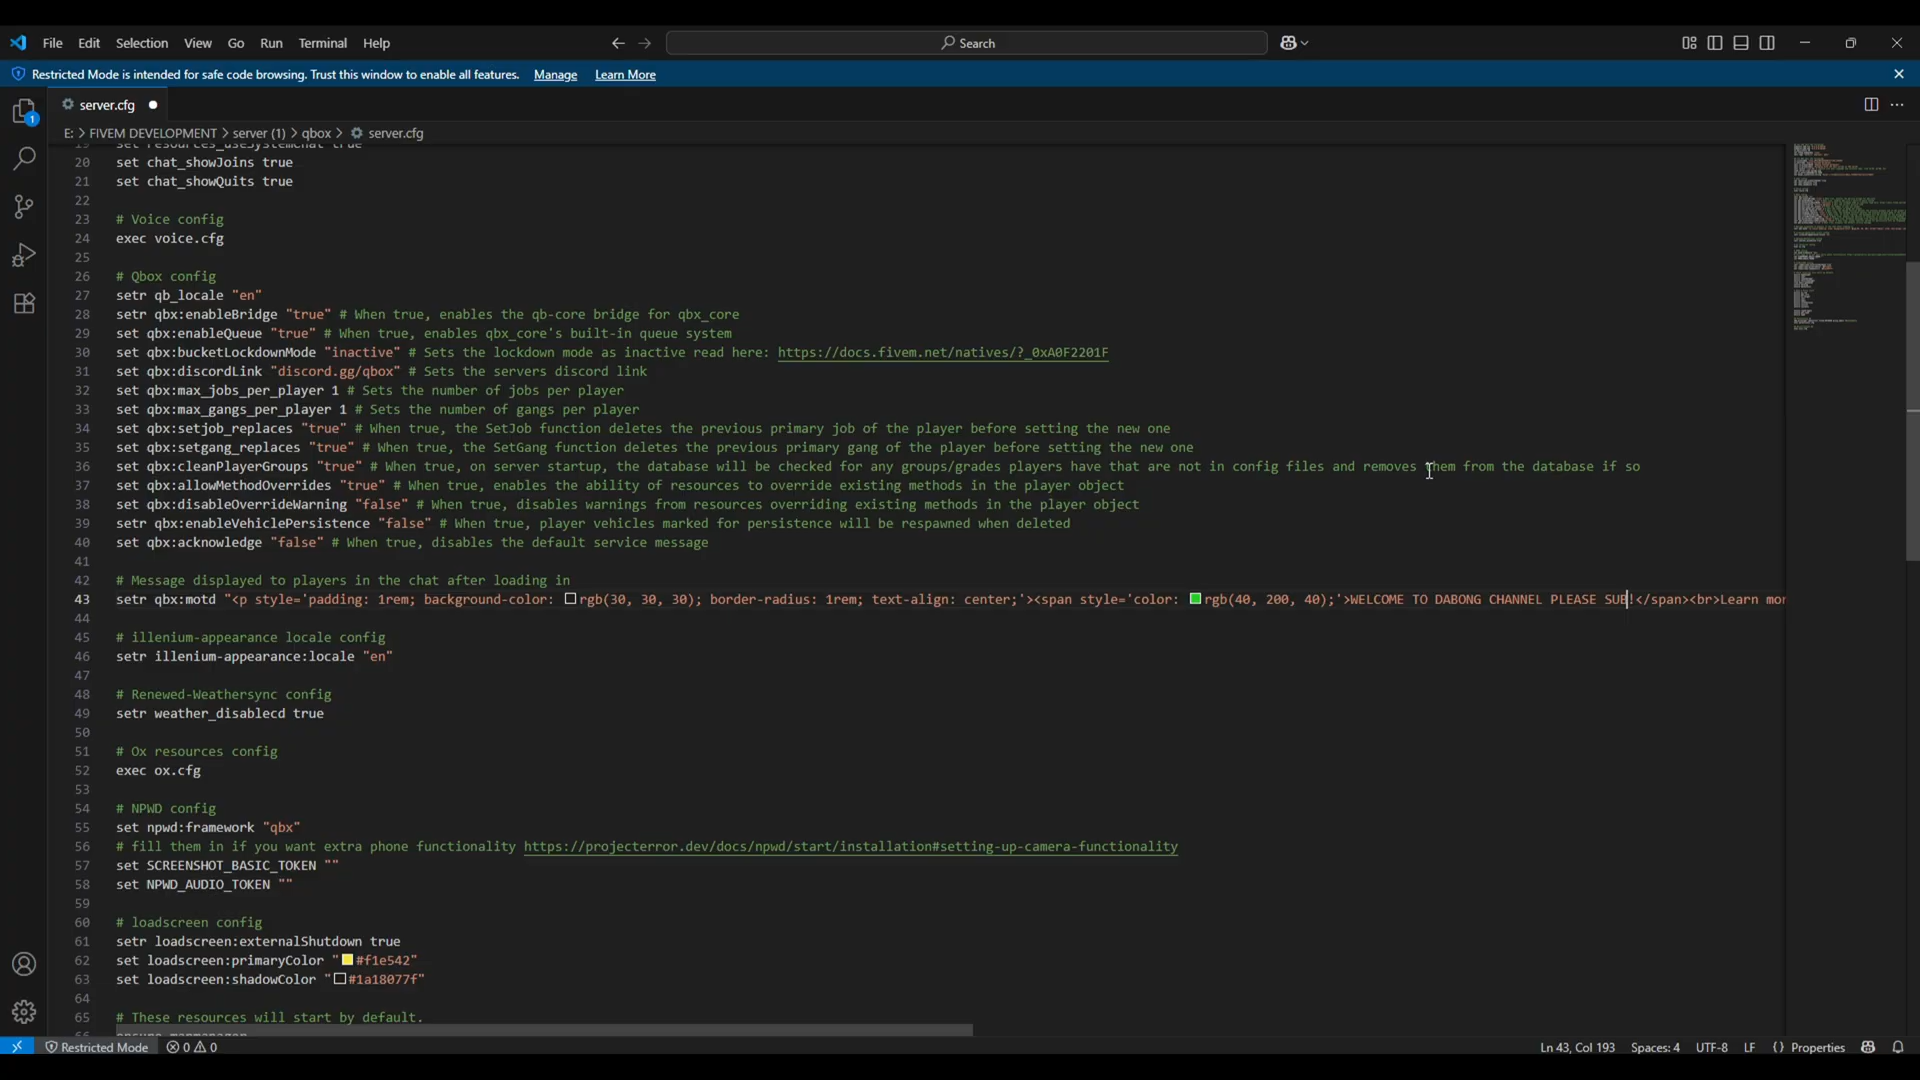 File Edit Selection View Go Run Terminal Help Search
Restricted Mode is intended for safe code browsing. Trust this window to enable all features. Manage Learn More
1
server.cfg
E: > FIVEM DEVELOPMENT > server (1) > qbox > server.cfg
19 set resources_useSystemChat true
20 set chat_showJoins true
21 set chat_showQuits true
22
23 # Voice config
24 exec voice.cfg
25
26 # Qbox config
27 setr qb_locale "en"
28 setr qbx:enableBridge "true" # When true, enables the qb-core bridge for qbx_core
29 set qbx:enableQueue "true" # When true, enables qbx_core's built-in queue system
30 set qbx:bucketLockdownMode "inactive" # Sets the lockdown mode as inactive read here: https://docs.fivem.net/natives/?_0xA0F2201F
31 set qbx:discordLink "discord.gg/qbox" # Sets the servers discord link
32 set qbx:max_jobs_per_player 1 # Sets the number of jobs per player
33 set qbx:max_gangs_per_player 1 # Sets the number of gangs per player
34 set qbx:setjob_replaces "true" # When true, the SetJob function deletes the previous primary job of the player before setting the new one
35 set qbx:setgang_replaces "true" # When true, the SetGang function deletes the previous primary gang of the player before setting the new one
36 set qbx:cleanPlayerGroups "true" # When true, on server startup, the database will be checked for any groups/grades players have that are not in config files and removes them from the database if so
37 set qbx:allowMethodOverrides "true" # When true, enables the ability of resources to override existing methods in the player object
38 set qbx:disableOverrideWarning "false" # When true, disables warnings from resources overriding existing methods in the player object
39 setr qbx:enableVehiclePersistence "false" # When true, player vehicles marked for persistence will be respawned when deleted
40 set qbx:acknowledge "false" # When true, disables the default service message
41
42 # Message displayed to players in the chat after loading in
43 setr qbx:motd "<p style='padding: 1rem; background-color: rgb(30, 30, 30); border-radius: 1rem; text-align: center;'><span style='color: rgb(40, 200, 40);'>WELCOME TO DABONG CHANNEL PLEASE SUB!</span><br>Learn mor
44
45 # illenium-appearance locale config
46 setr illenium-appearance:locale "en"
47
48 # Renewed-Weathersync config
49 setr weather_disablecd true
50
51 # Ox resources config
52 exec ox.cfg
53
54 # NPWD config
55 set npwd:framework "qbx"
56 # fill them in if you want extra phone functionality https://projecterror.dev/docs/npwd/start/installation#setting-up-camera-functionality
57 set SCREENSHOT_BASIC_TOKEN ""
58 set NPWD_AUDIO_TOKEN ""
59
60 # loadscreen config
61 setr loadscreen:externalShutdown true
62 set loadscreen:primaryColor "#f1e542"
63 set loadscreen:shadowColor "#1a18077f"
64
65 # These resources will start by default.
Restricted Mode 0 0 Ln 43, Col 193 Spaces: 4 UTF-8 LF {} Properties